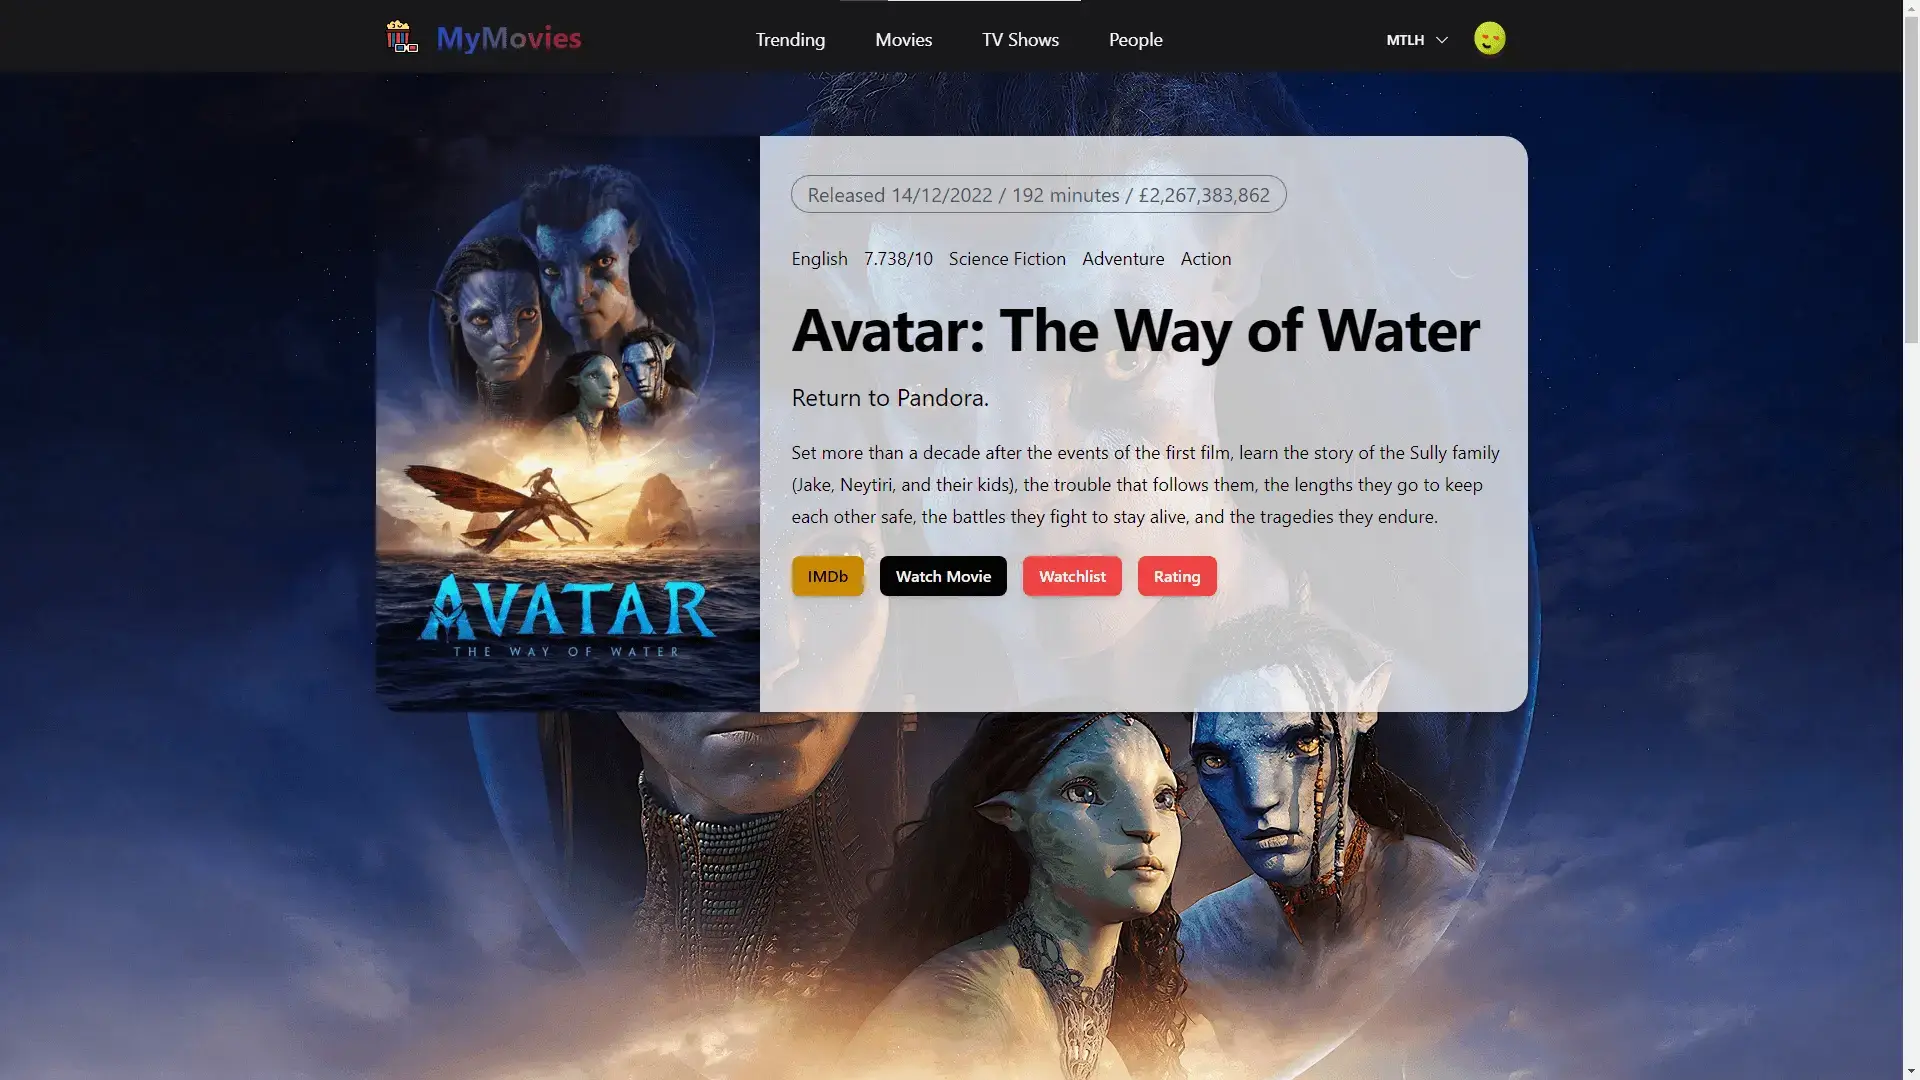 MyMovies
Trending Movies TV Shows People
MTLH
Released 14/12/2022 / 192 minutes / £2,267,383,862
English 7.738/10 Science Fiction Adventure Action
Avatar: The Way of Water
Return to Pandora.
Set more than a decade after the events of the first film, learn the story of the Sully family
(Jake, Neytiri, and their kids), the trouble that follows them, the lengths they go to keep
each other safe, the battles they fight to stay alive, and the tragedies they endure.
IMDb Watch Movie Watchlist Rating
AVATAR
THE WAY OF WATER